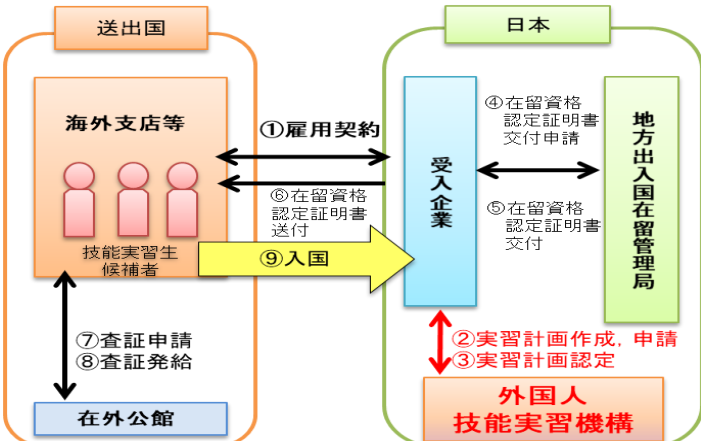 送出国
日本
海外支店等
技能実習生
候補者
①雇用契約
⑥在留資格
認定証明書
送付
⑨入国
受入企業
④在留資格
認定証明書
交付申請
⑤在留資格
認定証明書
交付
地方出入国在留管理局
⑦査証申請
⑧査証発給
在外公館
②実習計画作成，申請
③実習計画認定
外国人
技能実習機構